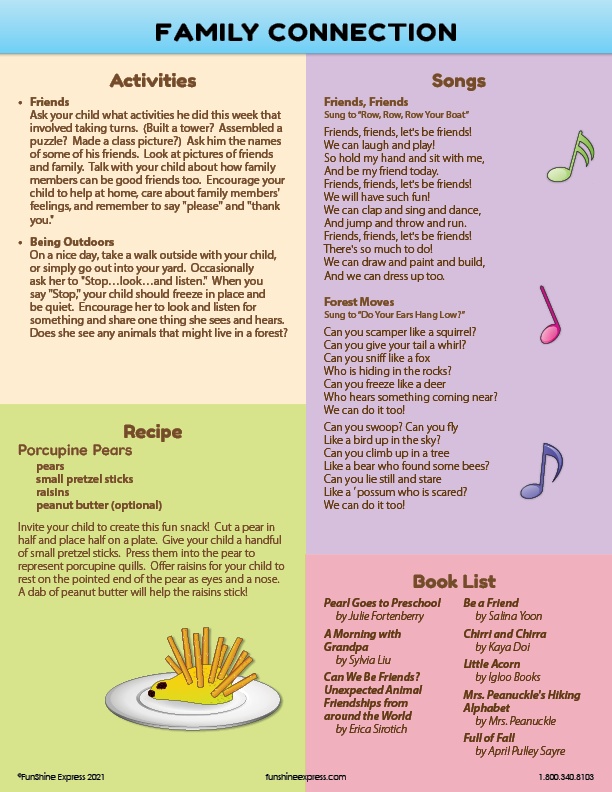 FAMILY CONNECTION
Activities
• Friends
Ask your child what activities he did this week that
involved taking turns. (Built a tower? Assembled a
puzzle? Made a class picture?) Ask him the names
of some of his friends. Look at pictures of friends
and family. Talk with your child about how family
members can be good friends too. Encourage your
child to help at home, care about family members'
feelings, and remember to say "please" and "thank
you."
• Being Outdoors
On a nice day, take a walk outside with your child,
or simply go out into your yard. Occasionally
ask her to "Stop…look…and listen." When you
say "Stop," your child should freeze in place and
be quiet. Encourage her to look and listen for
something and share one thing she sees and hears.
Does she see any animals that might live in a forest?
Recipe
Porcupine Pears
pears
small pretzel sticks
raisins
peanut butter (optional)
Invite your child to create this fun snack! Cut a pear in
half and place half on a plate. Give your child a handful
of small pretzel sticks. Press them into the pear to
represent porcupine quills. Offer raisins for your child to
rest on the pointed end of the pear as eyes and a nose.
A dab of peanut butter will help the raisins stick!
Songs
Friends, Friends
Sung to "Row, Row, Row Your Boat"
Friends, friends, let's be friends!
We can laugh and play!
So hold my hand and sit with me,
And be my friend today.
Friends, friends, let's be friends!
We will have such fun!
We can clap and sing and dance,
And jump and throw and run.
Friends, friends, let's be friends!
There's so much to do!
We can draw and paint and build,
And we can dress up too.
Forest Moves
Sung to "Do Your Ears Hang Low?"
Can you scamper like a squirrel?
Can you give your tail a whirl?
Can you sniff like a fox
Who is hiding in the rocks?
Can you freeze like a deer
Who hears something coming near?
We can do it too!
Can you swoop? Can you fly
Like a bird up in the sky?
Can you climb up in a tree
Like a bear who found some bees?
Can you lie still and stare
Like a 'possum who is scared?
We can do it too!
Book List
Pearl Goes to Preschool
by Julie Fortenberry
A Morning with
Grandpa
by Sylvia Liu
Can We Be Friends?
Unexpected Animal
Friendships from
around the World
by Erica Sirotich
Be a Friend
by Salina Yoon
Chirri and Chirra
by Kaya Doi
Little Acorn
by Igloo Books
Mrs. Peanuckle's Hiking
Alphabet
by Mrs. Peanuckle
Full of Fall
by April Pulley Sayre
©FunShine Express 2021
funshineexpress.com
1.800.340.8103